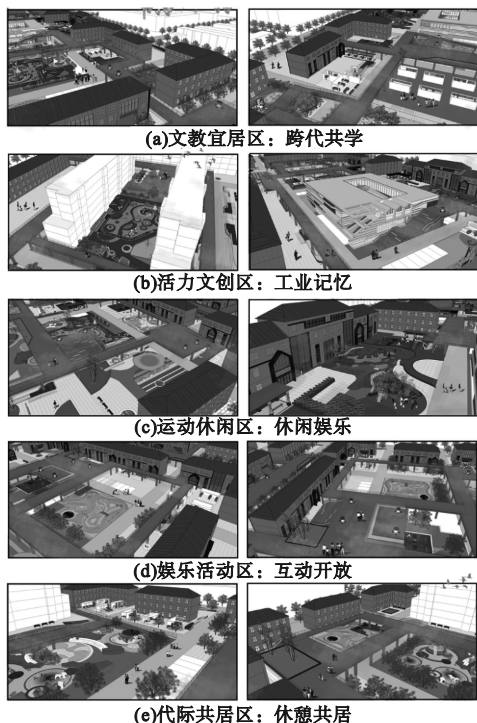 (a)文教宜居区：跨代共学
(b)活力文创区：工业记忆
(c)运动休闲区：休闲娱乐
(d)娱乐活动区：互动开放
(e)代际共居区：休憩共居